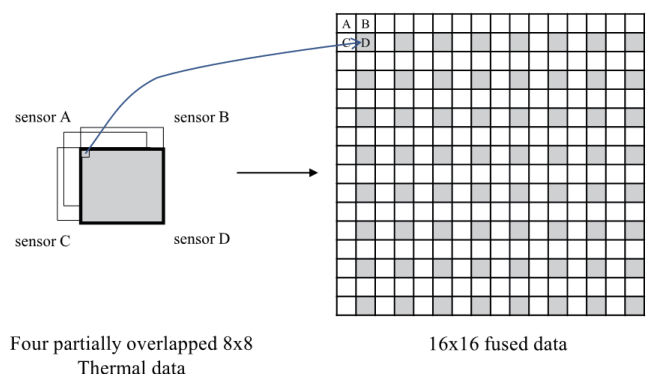 A B
C D
sensor A sensor B
sensor C sensor D
Four partially overlapped 8x8
Thermal data
16x16 fused data